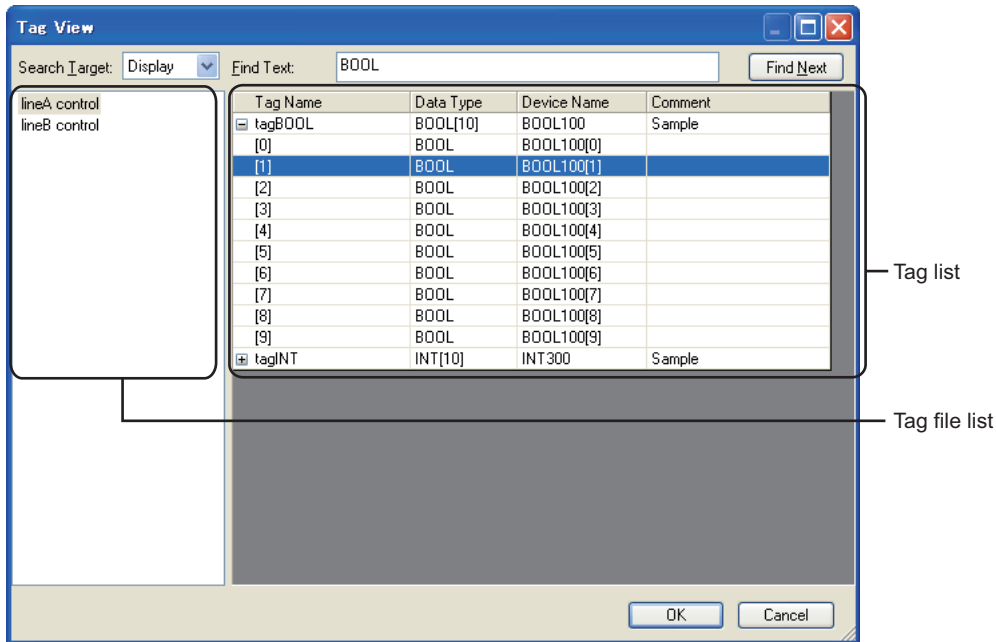 Tag View
Search Target: Display Find Text: BOOL Find Next
lineA control
lineB control
Tag Name Data Type Device Name Comment
tagBOOL BOOL[10] BOOL100 Sample
[0] BOOL BOOL100[0]
[1] BOOL BOOL100[1]
[2] BOOL BOOL100[2]
[3] BOOL BOOL100[3]
[4] BOOL BOOL100[4]
[5] BOOL BOOL100[5]
[6] BOOL BOOL100[6]
[7] BOOL BOOL100[7]
[8] BOOL BOOL100[8]
[9] BOOL BOOL100[9]
tagINT INT[10] INT300 Sample
Tag list
Tag file list
OK Cancel